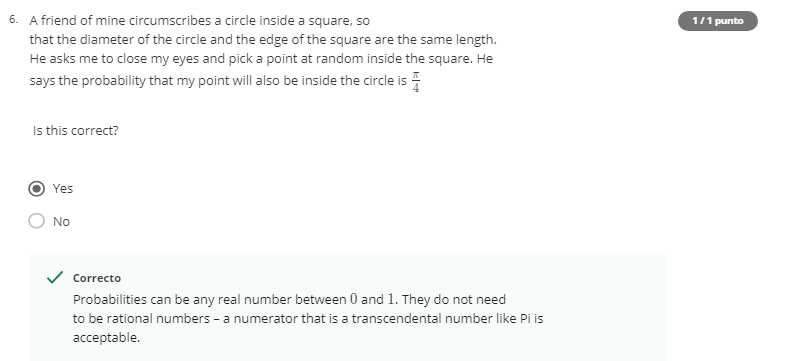 6. A friend of mine circumscribes a circle inside a square, so
1 / 1 punto
that the diameter of the circle and the edge of the square are the same length.
He asks me to close my eyes and pick a point at random inside the square. He
says the probability that my point will also be inside the circle is π/4
Is this correct?
Yes
No
Correcto
Probabilities can be any real number between 0 and 1. They do not need
to be rational numbers – a numerator that is a transcendental number like Pi is
acceptable.